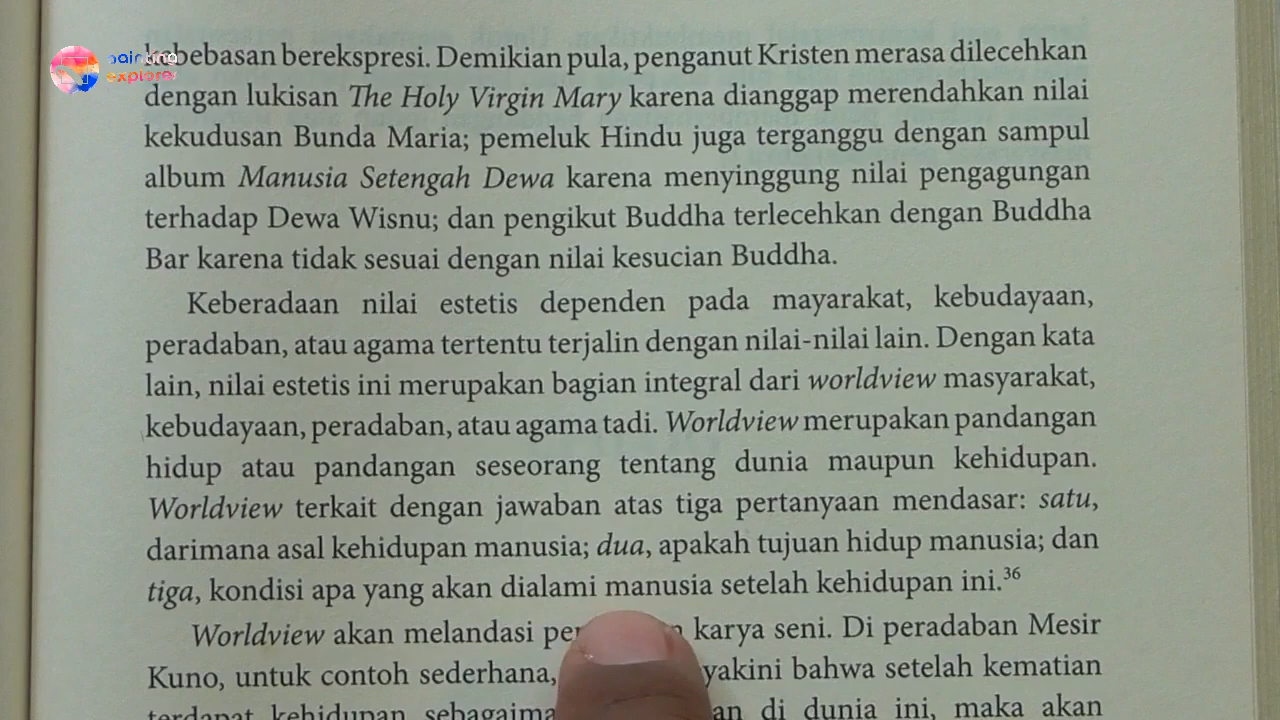 painting
explorer
kebebasan berekspresi. Demikian pula, penganut Kristen merasa dilecehkan
dengan lukisan The Holy Virgin Mary karena dianggap merendahkan nilai
kekudusan Bunda Maria; pemeluk Hindu juga terganggu dengan sampul
album Manusia Setengah Dewa karena menyinggung nilai pengagungan
terhadap Dewa Wisnu; dan pengikut Buddha terlecehkan dengan Buddha
Bar karena tidak sesuai dengan nilai kesucian Buddha.
Keberadaan nilai estetis dependen pada mayarakat, kebudayaan,
peradaban, atau agama tertentu terjalin dengan nilai-nilai lain. Dengan kata
lain, nilai estetis ini merupakan bagian integral dari worldview masyarakat,
kebudayaan, peradaban, atau agama tadi. Worldview merupakan pandangan
hidup atau pandangan seseorang tentang dunia maupun kehidupan.
Worldview terkait dengan jawaban atas tiga pertanyaan mendasar: satu,
darimana asal kehidupan manusia; dua, apakah tujuan hidup manusia; dan
tiga, kondisi apa yang akan dialami manusia setelah kehidupan ini.36
Worldview akan melandasi karya seni. Di peradaban Mesir
Kuno, untuk contoh sederhana, bahwa setelah kematian
terdapat kehidupan di dunia ini, maka akan